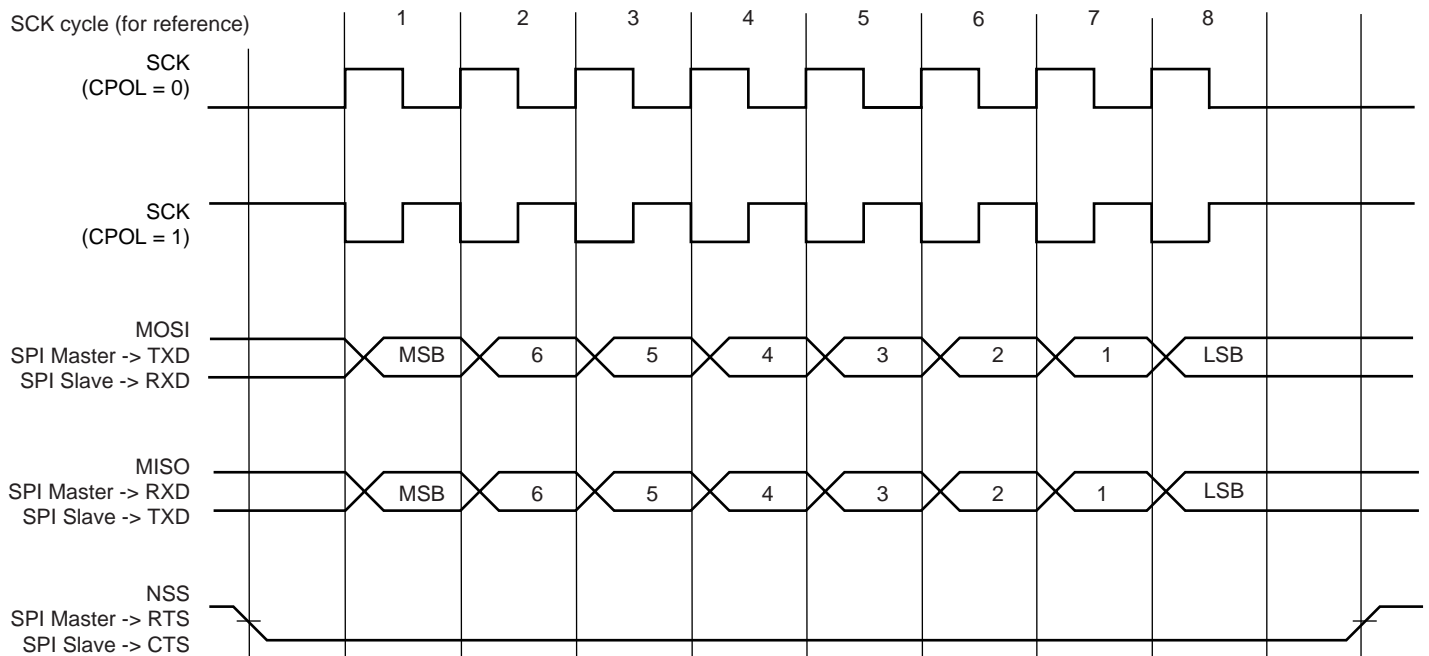 SCK cycle (for reference)
1 2 3 4 5 6 7 8
SCK
(CPOL = 0)
SCK
(CPOL = 1)
MOSI
SPI Master -> TXD
SPI Slave -> RXD
MSB 6 5 4 3 2 1 LSB
MISO
SPI Master -> RXD
SPI Slave -> TXD
MSB 6 5 4 3 2 1 LSB
NSS
SPI Master -> RTS
SPI Slave -> CTS